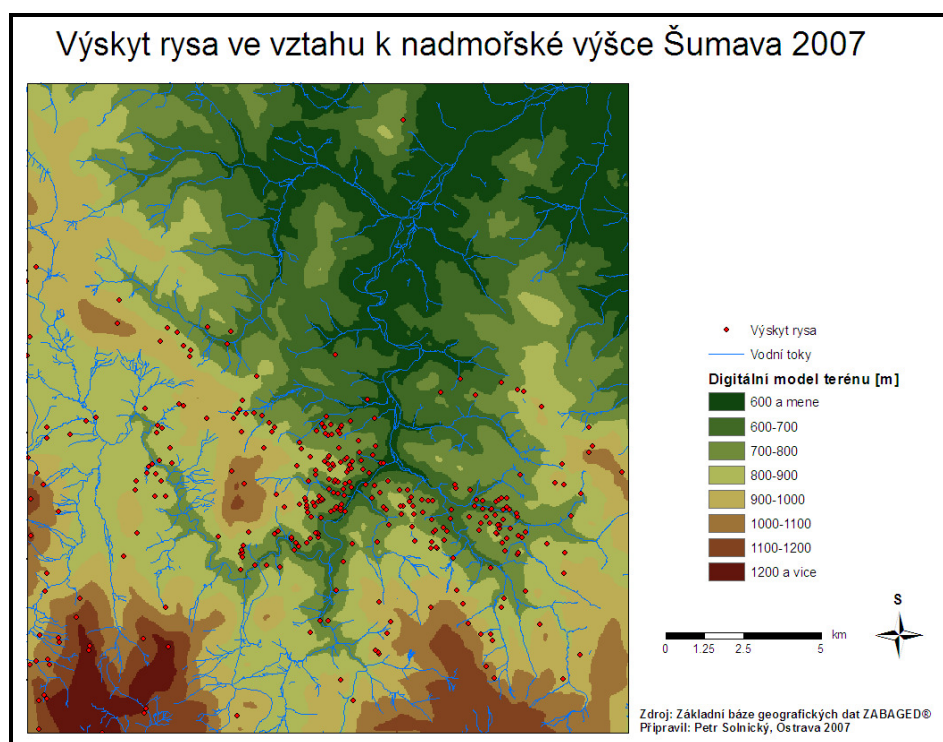 Výskyt rysa ve vztahu k nadmořské výšce Šumava 2007
Výskyt rysa
Vodní toky
Digitální model terénu [m]
600 a mene
600-700
700-800
800-900
900-1000
1000-1100
1100-1200
1200 a více
S
km
0 1.25 2.5 5
Zdroj: Základní báze geografických dat ZABAGED®
Připravil: Petr Solnický, Ostrava 2007